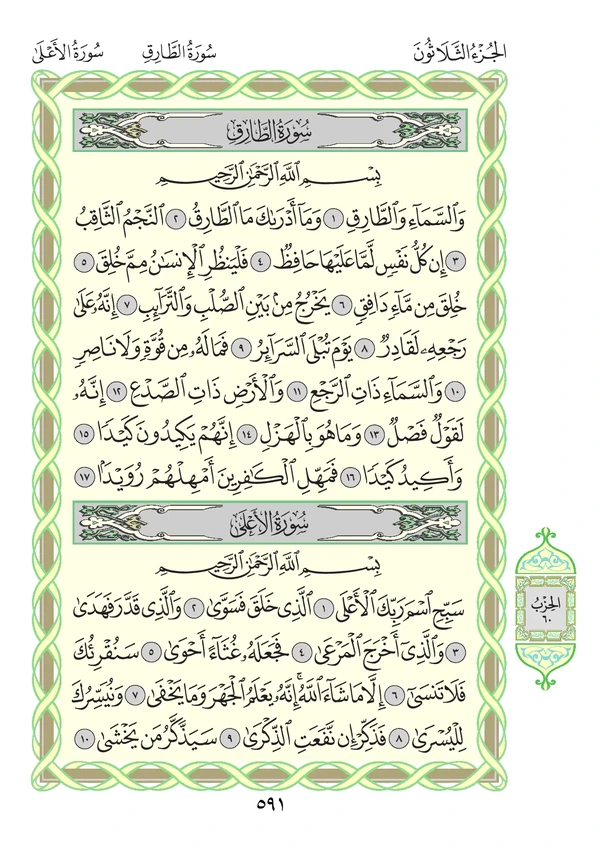 الجُزْءُ الثَّلَاثُونَ سُورَةُ الطَّارِقِ سُورَةُ الأَعْلَىٰ
سُورَةُ الطَّارِقِ
بِسْمِ ٱللَّهِ ٱلرَّحْمَٰنِ ٱلرَّحِيمِ
وَٱلسَّمَآءِ وَٱلطَّارِقِ ١ وَمَآ أَدْرَىٰكَ مَا ٱلطَّارِقُ ٢ ٱلنَّجْمُ ٱلثَّاقِبُ
٣ إِن كُلُّ نَفْسٍ لَّمَّا عَلَيْهَا حَافِظٌ ٤ فَلْيَنظُرِ ٱلْإِنسَٰنُ مِمَّ خُلِقَ ٥
خُلِقَ مِن مَّآءٍ دَافِقٍ ٦ يَخْرُجُ مِنۢ بَيْنِ ٱلصُّلْبِ وَٱلتَّرَآئِبِ ٧ إِنَّهُۥ عَلَىٰ
رَجْعِهِۦ لَقَادِرٌ ٨ يَوْمَ تُبْلَى ٱلسَّرَآئِرُ ٩ فَمَا لَهُۥ مِن قُوَّةٍ وَلَا نَاصِرٍ
١٠ وَٱلسَّمَآءِ ذَاتِ ٱلرَّجْعِ ١١ وَٱلْأَرْضِ ذَاتِ ٱلصَّدْعِ ١٢ إِنَّهُۥ
لَقَوْلٌ فَصْلٌ ١٣ وَمَا هُوَ بِٱلْهَزْلِ ١٤ إِنَّهُمْ يَكِيدُونَ كَيْدًا ١٥
وَأَكِيدُ كَيْدًا ١٦ فَمَهِّلِ ٱلْكَٰفِرِينَ أَمْهِلْهُمْ رُوَيْدًۢا ١٧
سُورَةُ الأَعْلَىٰ
بِسْمِ ٱللَّهِ ٱلرَّحْمَٰنِ ٱلرَّحِيمِ
سَبِّحِ ٱسْمَ رَبِّكَ ٱلْأَعْلَى ١ ٱلَّذِى خَلَقَ فَسَوَّىٰ ٢ وَٱلَّذِى قَدَّرَ فَهَدَىٰ
٣ وَٱلَّذِىٓ أَخْرَجَ ٱلْمَرْعَىٰ ٤ فَجَعَلَهُۥ غُثَآءً أَحْوَىٰ ٥ سَنُقْرِئُكَ
فَلَا تَنسَىٰٓ ٦ إِلَّا مَا شَآءَ ٱللَّهُ ۚ إِنَّهُۥ يَعْلَمُ ٱلْجَهْرَ وَمَا يَخْفَىٰ ٧ وَنُيَسِّرُكَ
لِلْيُسْرَىٰ ٨ فَذَكِّرْ إِن نَّفَعَتِ ٱلذِّكْرَىٰ ٩ سَيَذَّكَّرُ مَن يَخْشَىٰ ١٠
الحِزْبُ
٦٠
٥٩١